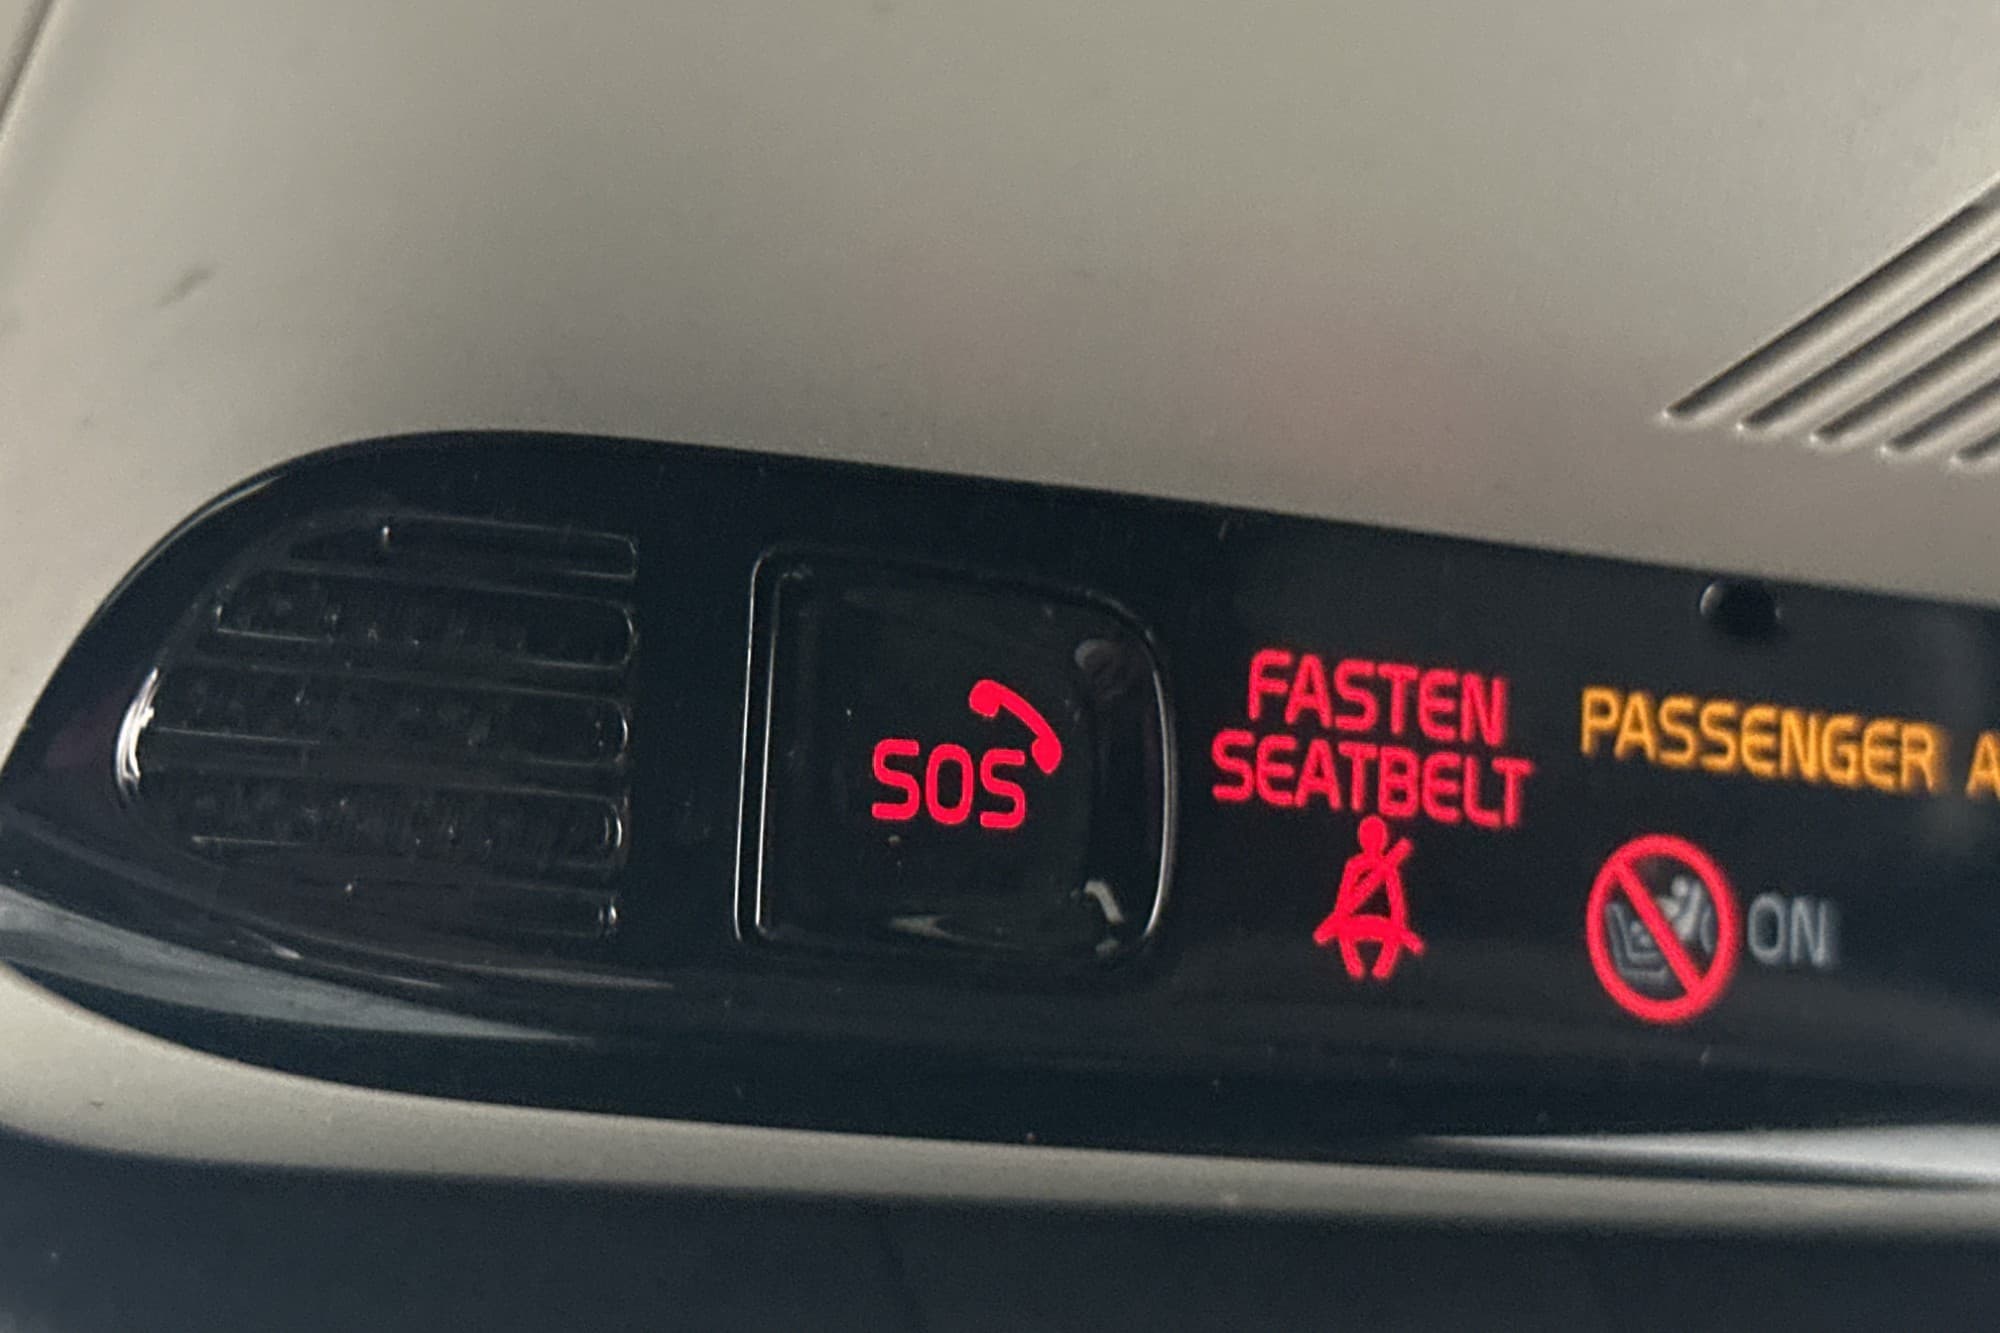 SOS
FASTEN
SEATBELT
PASSENGER A
ON